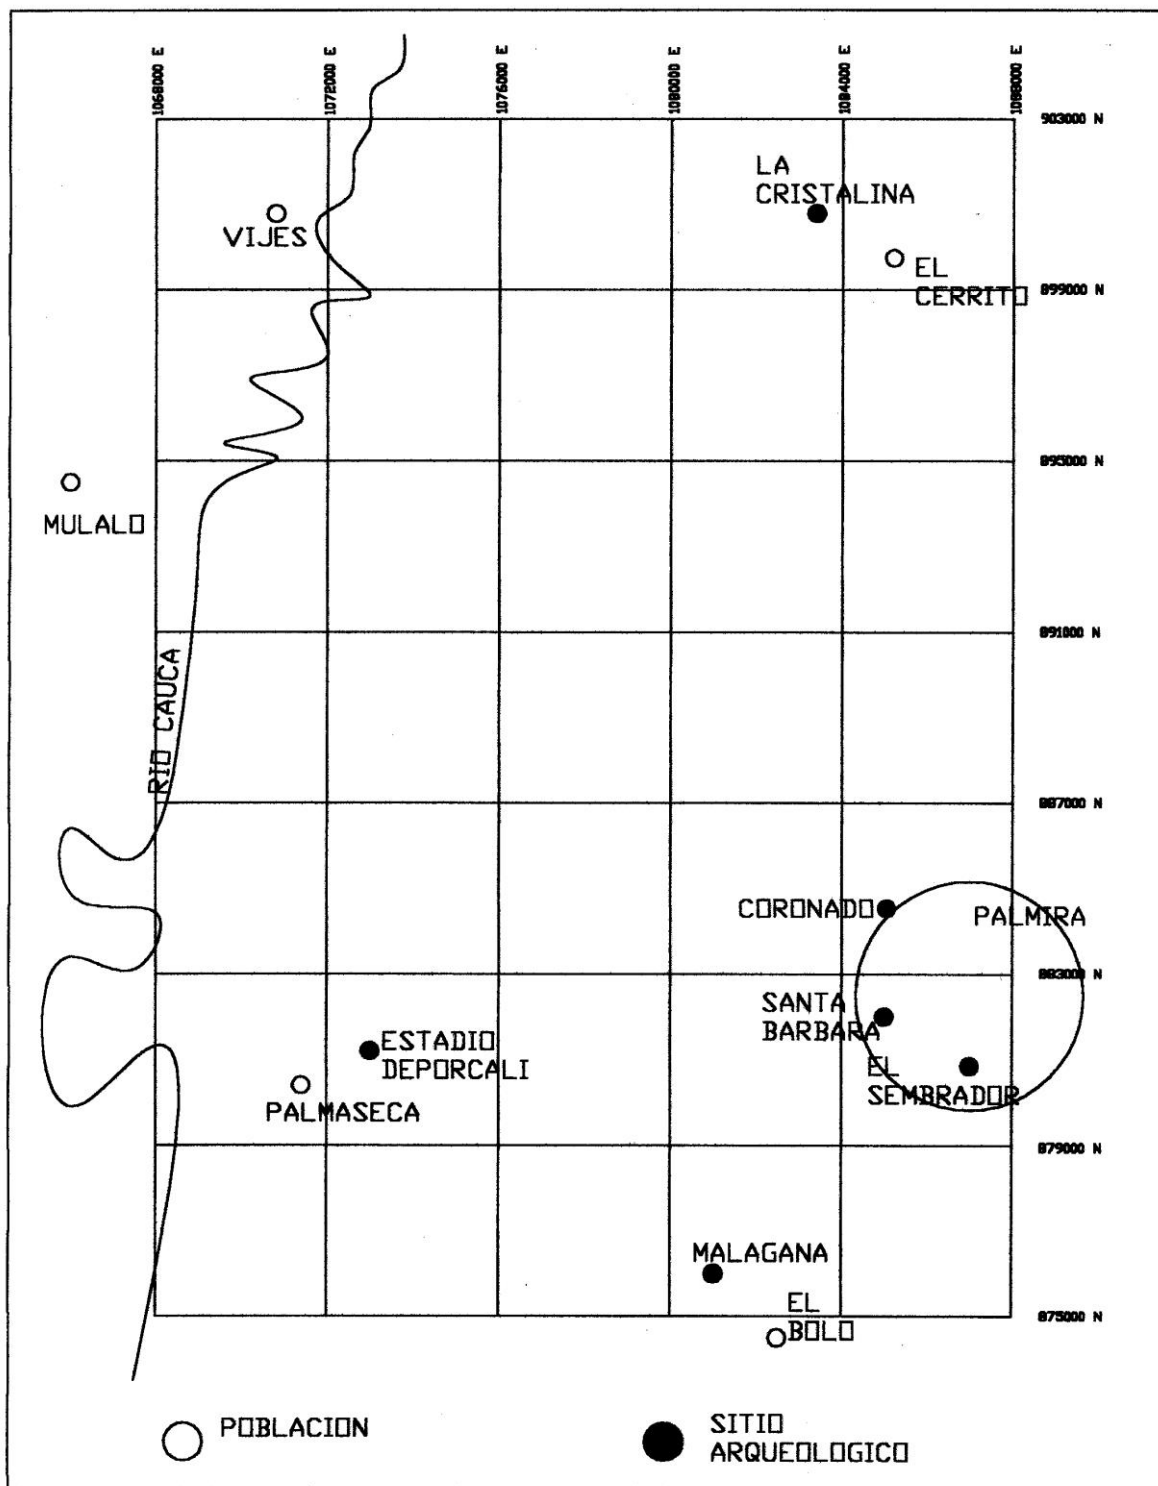 1068000 E
1072000 E
1076000 E
1080000 E
1084000 E
1088000 E
903000 N
LA
CRISTALINA
VIJES
EL
CERRITO
899000 N
895000 N
MULALO
891000 N
RIO CAUCA
887000 N
CORONADO
PALMIRA
883000 N
SANTA
BARBARA
ESTADIO
DEPORCALI
EL
SEMBRADOR
PALMASECA
879000 N
MALAGANA
EL
BOLO
875000 N
POBLACION
SITIO
ARQUEOLOGICO